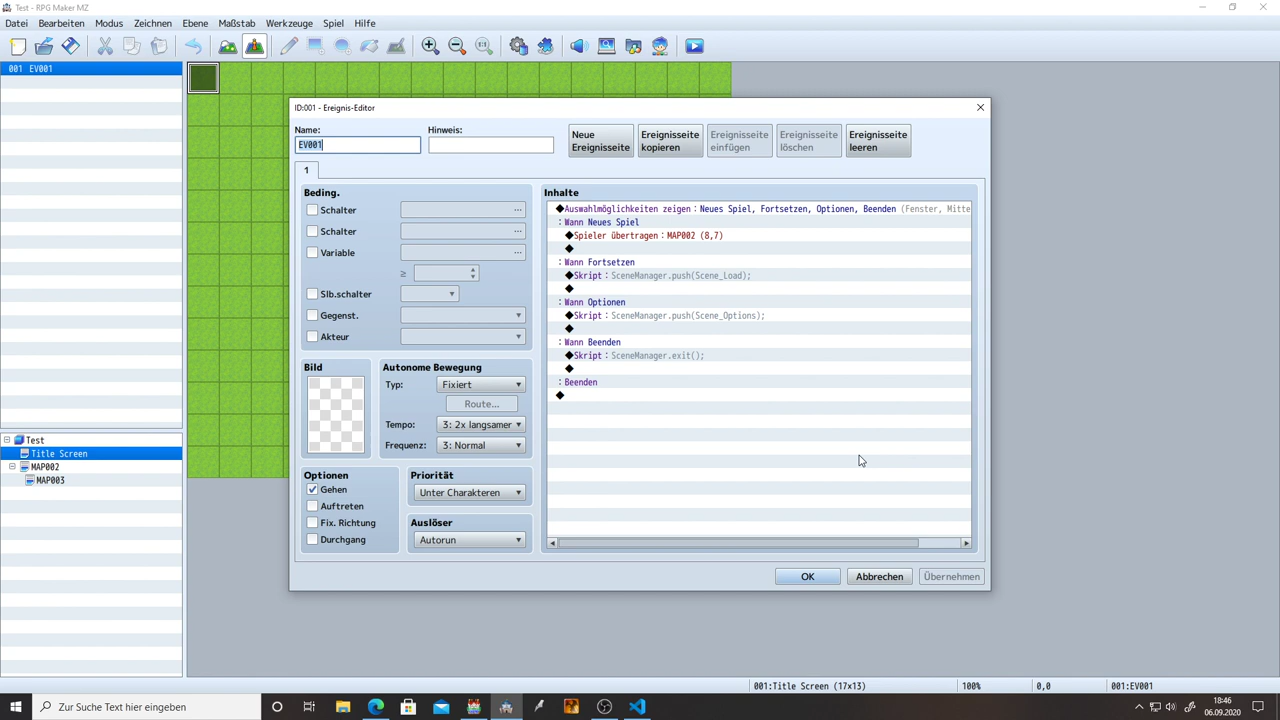 Test - RPG Maker MZ
Datei Bearbeiten Modus Zeichnen Ebene Maßstab Werkzeuge Spiel Hilfe
1:1
001 EV001
ID:001 - Ereignis-Editor
Name: Hinweis:
EV001
Neue Ereignisseite
Ereignisseite kopieren
Ereignisseite einfügen
Ereignisseite löschen
Ereignisseite leeren
1
Beding.
Schalter ...
Schalter ...
Variable ...
≥
Slb.schalter
Gegenst.
Akteur
Bild
Autonome Bewegung
Typ: Fixiert
Route...
Tempo: 3: 2x langsamer
Frequenz: 3: Normal
Optionen
Gehen
Auftreten
Fix. Richtung
Durchgang
Priorität
Unter Charakteren
Auslöser
Autorun
Inhalte
◆Auswahlmöglichkeiten zeigen：Neues Spiel, Fortsetzen, Optionen, Beenden (Fenster, Mitte
：Wann Neues Spiel
◆Spieler übertragen：MAP002 (8,7)
◆
：Wann Fortsetzen
◆Skript：SceneManager.push(Scene_Load);
◆
：Wann Optionen
◆Skript：SceneManager.push(Scene_Options);
◆
：Wann Beenden
◆Skript：SceneManager.exit();
◆
：Beenden
◆
OK Abbrechen Übernehmen
Test
Title Screen
MAP002
MAP003
001:Title Screen (17×13) 100% 0,0 001:EV001
Zur Suche Text hier eingeben
18:46
06.09.2020